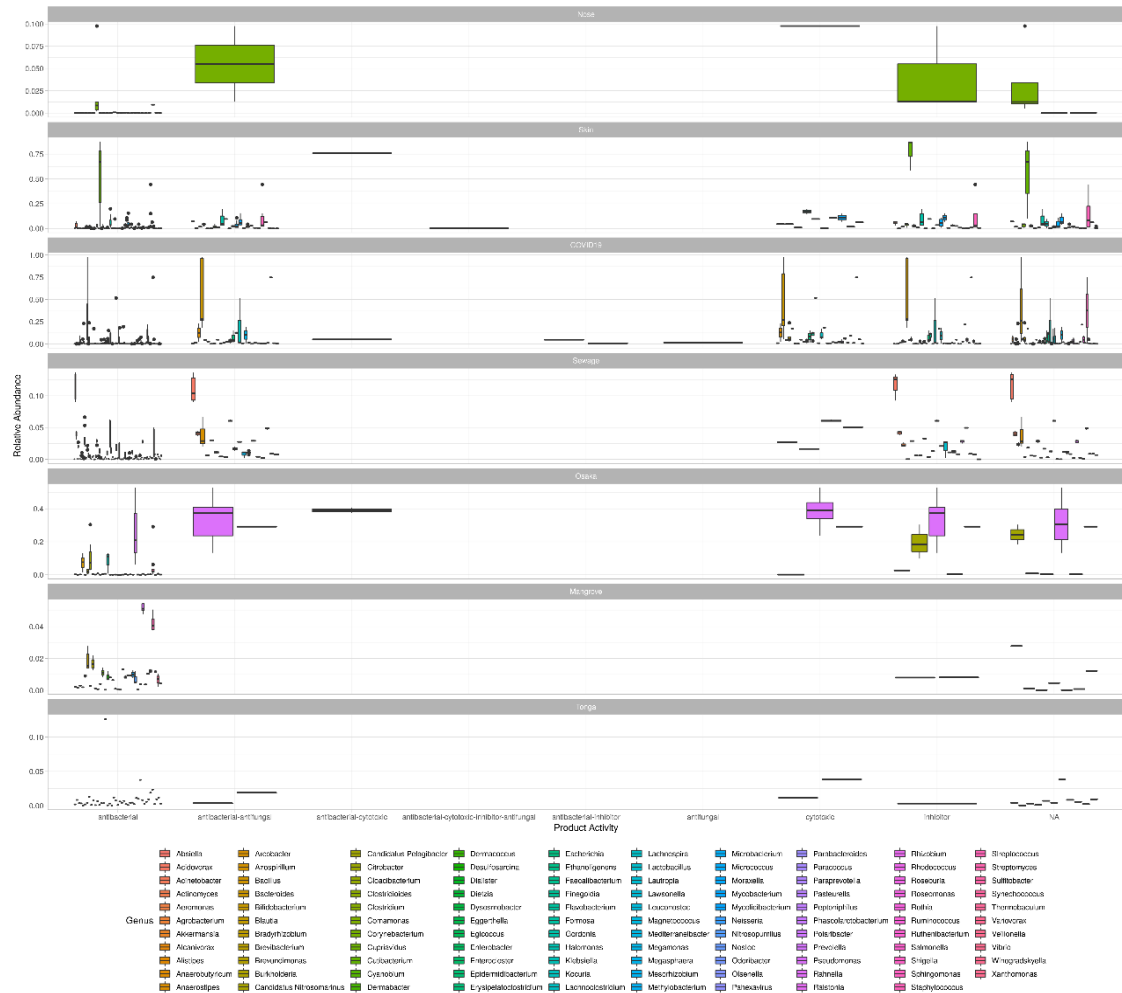 Nose
0.100
0.075
0.050
0.025
0.000
Skin
0.75
0.50
0.25
0.00
COVID19
1.00
0.75
0.50
0.25
0.00
Sewage
0.10
0.05
0.00
Relative Abundance
Osaka
0.4
0.2
0.0
Mangrove
0.04
0.02
0.00
Tonga
0.10
0.05
0.00
antibacterial antibacterial-antifungal antibacterial-cytotoxic antibacterial-cytotoxic-inhibitor-antifungal antibacterial-inhibitor antifungal cytotoxic inhibitor NA
Product Activity
Absiella Arcobacter Candidatus Pelagibacter Dermacoccus Escherichia Lachnospira Microbacterium Parabacteroides Rhizobium Streptococcus
Acidovorax Azospirillum Citrobacter Desulfosarcina Ethanoligenens Lactobacillus Micrococcus Paracoccus Rhodococcus Streptomyces
Acinetobacter Bacillus Cloacibacterium Dialister Faecalibacterium Lautropia Moraxella Paraprevotella Roseburia Sulfitobacter
Actinomyces Bacteroides Clostridioides Dietzia Finegoldia Lawsonella Mycobacterium Pasteurella Roseomonas Synechococcus
Aeromonas Bifidobacterium Clostridium Dysosmobacter Flavobacterium Leuconostoc Mycolicibacterium Peptoniphilus Rothia Thermobaculum
Genus Agrobacterium Blautia Comamonas Eggerthella Formosa Magnetococcus Neisseria Phascolarctobacterium Ruminococcus Variovorax
Akkermansia Bradyrhizobium Corynebacterium Eglococcus Gordonia Mediterraneibacter Nitrosopumilus Polaribacter Ruthenibacterium Veillonella
Alcanivorax Brevibacterium Cupriavidus Enterobacter Halomonas Megamonas Nostoc Prevotella Salmonella Vibrio
Alistipes Brevundimonas Cutibacterium Enterocloster Klebsiella Megasphaera Odoribacter Pseudomonas Shigella Winogradskyella
Anaerobutyricum Burkholderia Cyanobium Epidermidibacterium Kocuria Mesorhizobium Olsenella Rahnella Sphingomonas Xanthomonas
Anaerostipes Candidatus Nitrosomarinus Dermabacter Erysipelatoclostridium Lachnoclostridium Methylobacterium Pahexavirus Ralstonia Staphylococcus